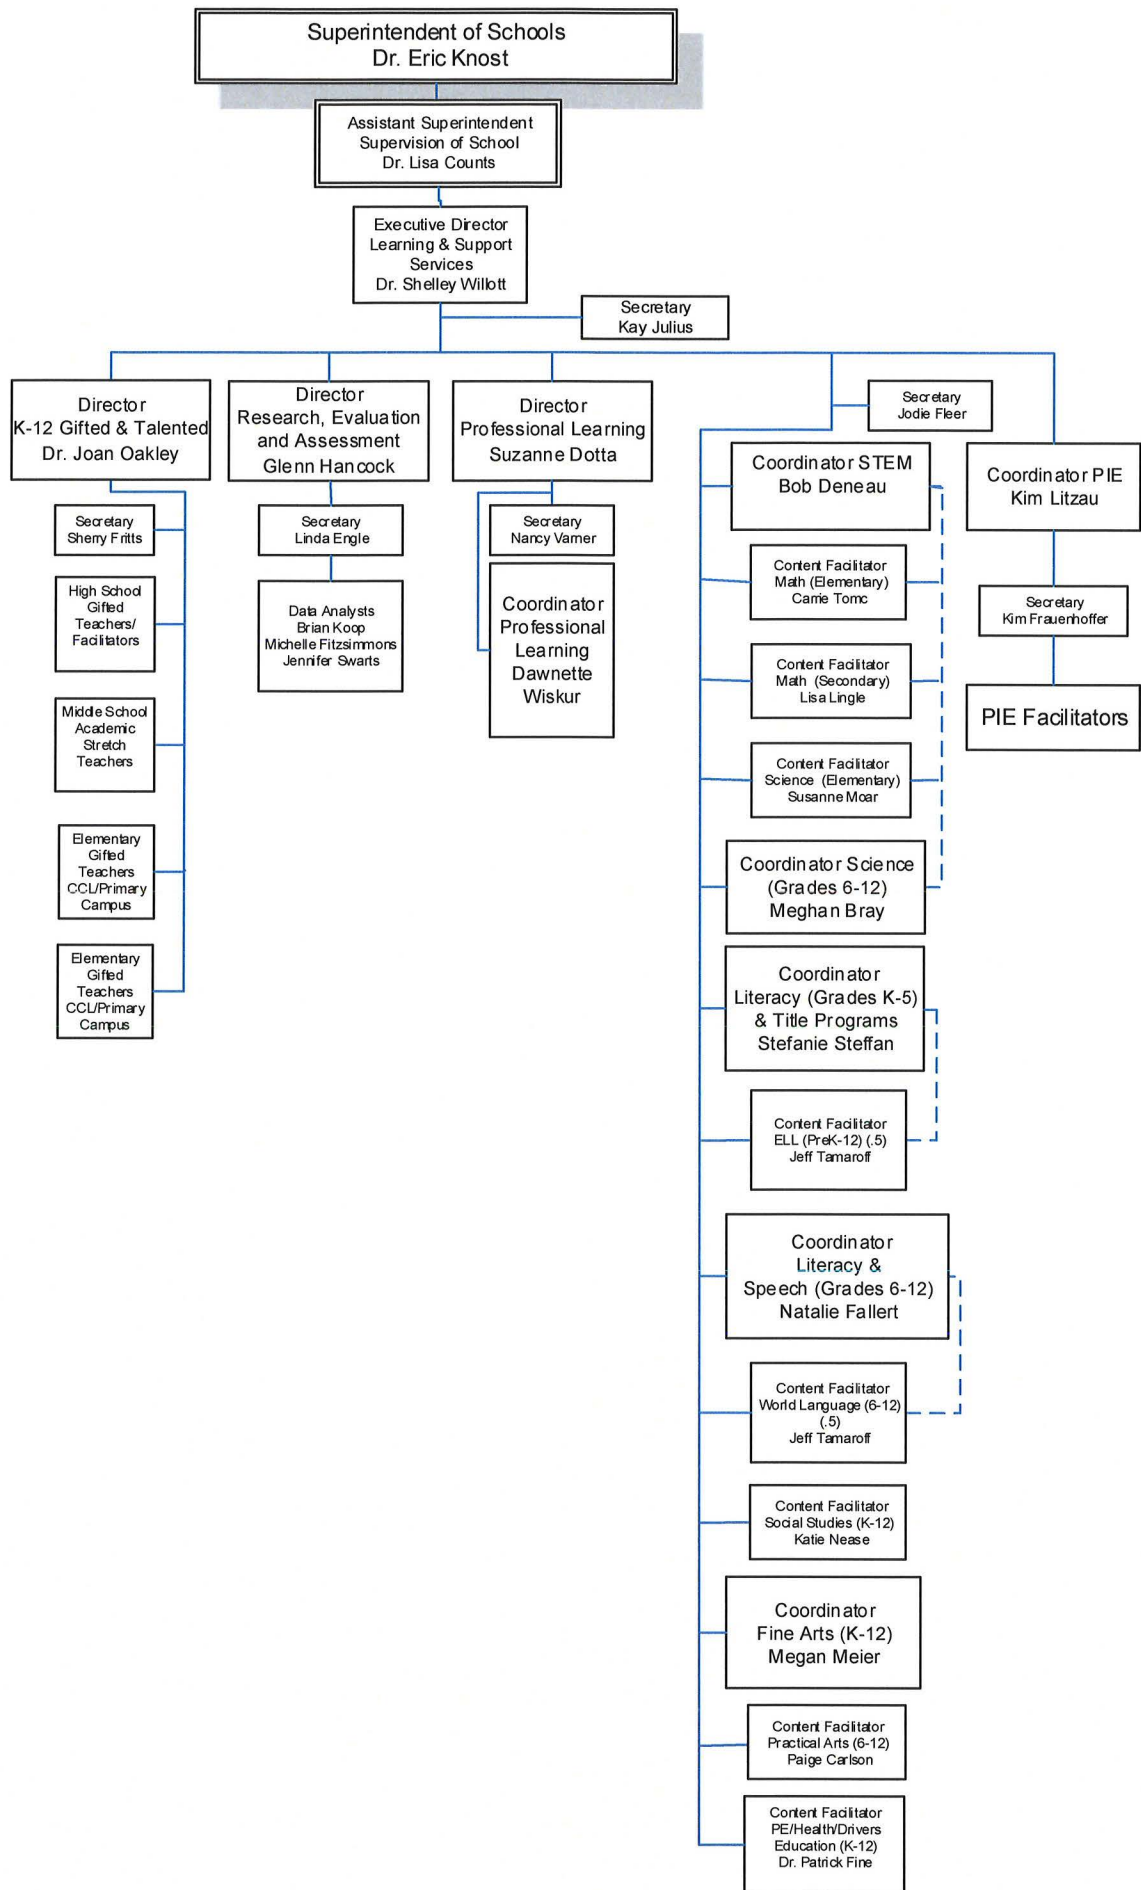 Superintendent of Schools
Dr. Eric Knost
Assistant Superintendent
Supervision of School
Dr. Lisa Counts
Executive Director
Learning & Support
Services
Dr. Shelley Willott
Secretary
Kay Julius
Director
K-12 Gifted & Talented
Dr. Joan Oakley
Secretary
Sherry Fritts
High School
Gifted
Teachers/
Facilitators
Middle School
Academic
Stretch
Teachers
Elementary
Gifted
Teachers
CCL/Primary
Campus
Elementary
Gifted
Teachers
CCL/Primary
Campus
Director
Research, Evaluation
and Assessment
Glenn Hancock
Secretary
Linda Engle
Data Analysts
Brian Koop
Michelle Fitzsimmons
Jennifer Swarts
Director
Professional Learning
Suzanne Dotta
Secretary
Nancy Varner
Coordinator
Professional
Learning
Dawnette
Wiskur
Secretary
Jodie Fleer
Coordinator STEM
Bob Deneau
Content Facilitator
Math (Elementary)
Carrie Tomc
Content Facilitator
Math (Secondary)
Lisa Lingle
Content Facilitator
Science (Elementary)
Susanne Moar
Coordinator Science
(Grades 6-12)
Meghan Bray
Coordinator
Literacy (Grades K-5)
& Title Programs
Stefanie Steffan
Content Facilitator
ELL (PreK-12) (.5)
Jeff Tamaroff
Coordinator
Literacy &
Speech (Grades 6-12)
Natalie Fallert
Content Facilitator
World Language (6-12)
(.5)
Jeff Tamaroff
Content Facilitator
Social Studies (K-12)
Katie Nease
Coordinator
Fine Arts (K-12)
Megan Meier
Content Facilitator
Practical Arts (6-12)
Paige Carlson
Content Facilitator
PE/Health/Drivers
Education (K-12)
Dr. Patrick Fine
Coordinator PIE
Kim Litzau
Secretary
Kim Frauenhoffer
PIE Facilitators